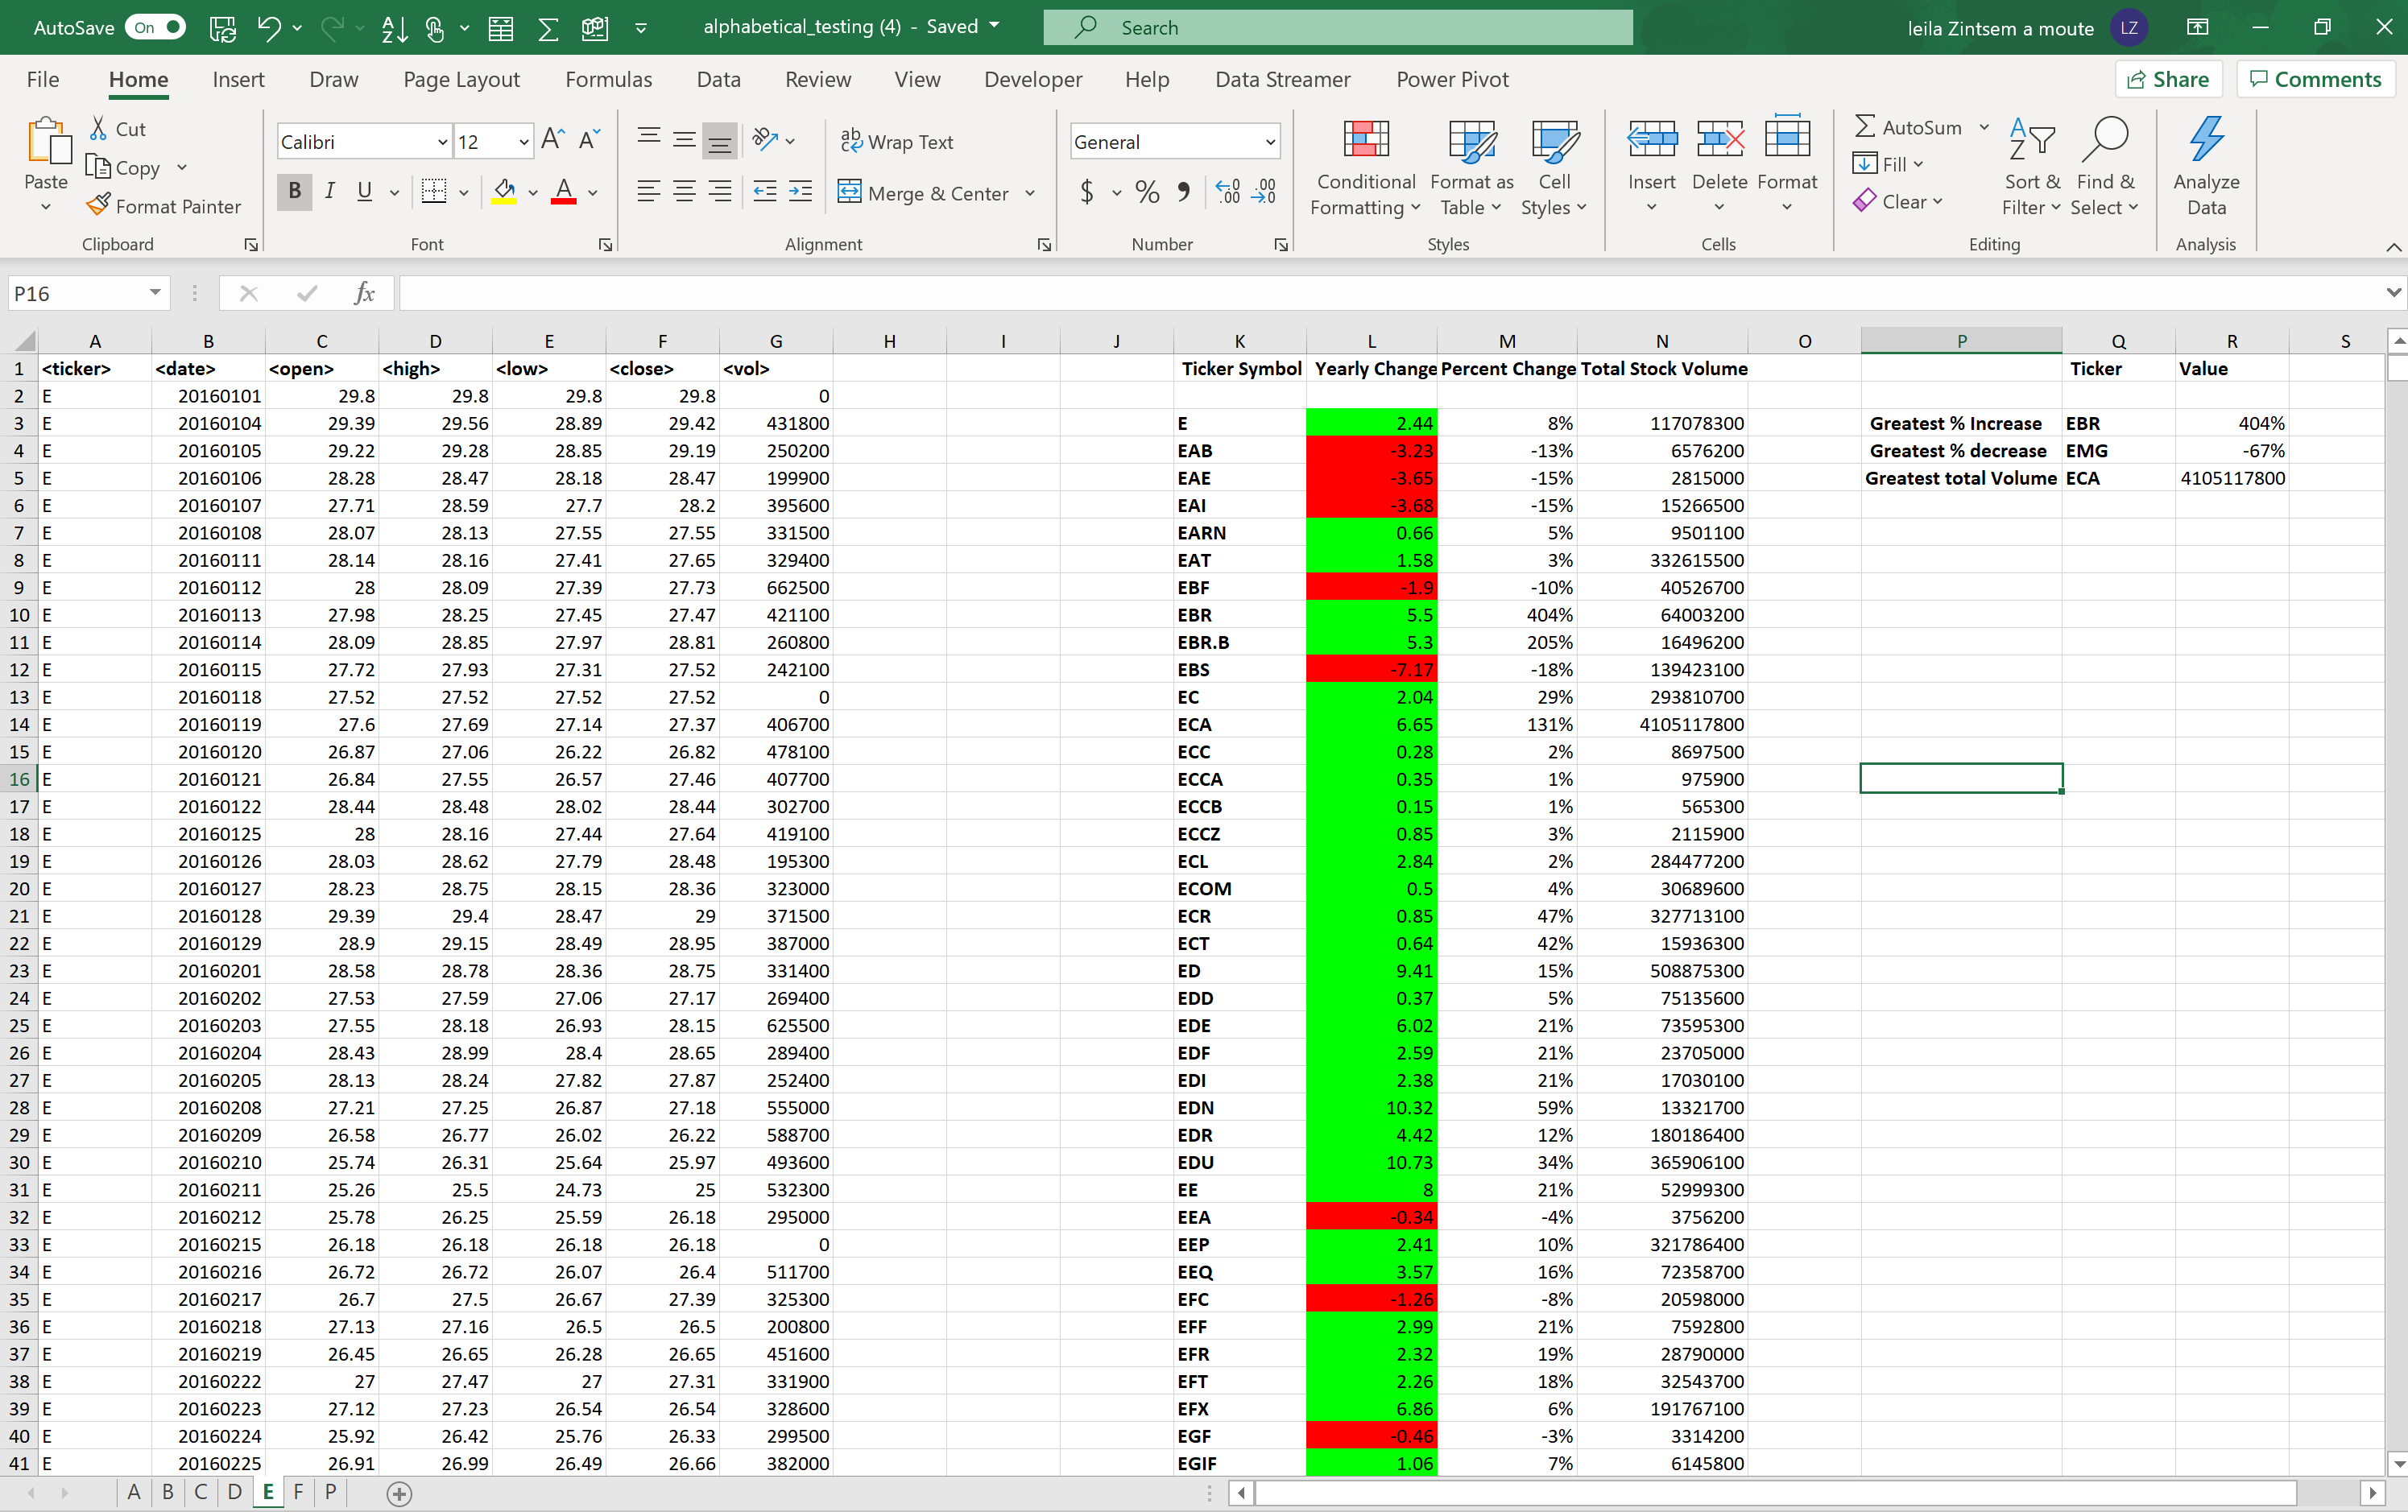 AutoSave On alphabetical_testing (4) - Saved Search leila Zintsem a moute LZ
File Home Insert Draw Page Layout Formulas Data Review View Developer Help Data Streamer Power Pivot Share Comments
Paste Cut Copy Format Painter Clipboard
Calibri 12 B I U A Font
ab Wrap Text Merge & Center Alignment
General $ % , .00 Number
Conditional Formatting Format as Table Cell Styles Styles
Insert Delete Format Cells
AutoSum Fill Clear Sort & Filter Find & Select Editing
Analyze Data Analysis
P16 fx
A B C D E F G H I J K L M N O P Q R S
1 <ticker> <date> <open> <high> <low> <close> <vol> Ticker Symbol Yearly Change Percent Change Total Stock Volume Ticker Value
2 E 20160101 29.8 29.8 29.8 29.8 0
3 E 20160104 29.39 29.56 28.89 29.42 431800 E 2.44 8% 117078300 Greatest % Increase EBR 404%
4 E 20160105 29.22 29.28 28.85 29.19 250200 EAB -3.23 -13% 6576200 Greatest % decrease EMG -67%
5 E 20160106 28.28 28.47 28.18 28.47 199900 EAE -3.65 -15% 2815000 Greatest total Volume ECA 4105117800
6 E 20160107 27.71 28.59 27.7 28.2 395600 EAI -3.68 -15% 15266500
7 E 20160108 28.07 28.13 27.55 27.55 331500 EARN 0.66 5% 9501100
8 E 20160111 28.14 28.16 27.41 27.65 329400 EAT 1.58 3% 332615500
9 E 20160112 28 28.09 27.39 27.73 662500 EBF -1.9 -10% 40526700
10 E 20160113 27.98 28.25 27.45 27.47 421100 EBR 5.5 404% 64003200
11 E 20160114 28.09 28.85 27.97 28.81 260800 EBR.B 5.3 205% 16496200
12 E 20160115 27.72 27.93 27.31 27.52 242100 EBS -7.17 -18% 139423100
13 E 20160118 27.52 27.52 27.52 27.52 0 EC 2.04 29% 293810700
14 E 20160119 27.6 27.69 27.14 27.37 406700 ECA 6.65 131% 4105117800
15 E 20160120 26.87 27.06 26.22 26.82 478100 ECC 0.28 2% 8697500
16 E 20160121 26.84 27.55 26.57 27.46 407700 ECCA 0.35 1% 975900
17 E 20160122 28.44 28.48 28.02 28.44 302700 ECCB 0.15 1% 565300
18 E 20160125 28 28.16 27.44 27.64 419100 ECCZ 0.85 3% 2115900
19 E 20160126 28.03 28.62 27.79 28.48 195300 ECL 2.84 2% 284477200
20 E 20160127 28.23 28.75 28.15 28.36 323000 ECOM 0.5 4% 30689600
21 E 20160128 29.39 29.4 28.47 29 371500 ECR 0.85 47% 327713100
22 E 20160129 28.9 29.15 28.49 28.95 387000 ECT 0.64 42% 15936300
23 E 20160201 28.58 28.78 28.36 28.75 331400 ED 9.41 15% 508875300
24 E 20160202 27.53 27.59 27.06 27.17 269400 EDD 0.37 5% 75135600
25 E 20160203 27.55 28.18 26.93 28.15 625500 EDE 6.02 21% 73595300
26 E 20160204 28.43 28.99 28.4 28.65 289400 EDF 2.59 21% 23705000
27 E 20160205 28.13 28.24 27.82 27.87 252400 EDI 2.38 21% 17030100
28 E 20160208 27.21 27.25 26.87 27.18 555000 EDN 10.32 59% 13321700
29 E 20160209 26.58 26.77 26.02 26.22 588700 EDR 4.42 12% 180186400
30 E 20160210 25.74 26.31 25.64 25.97 493600 EDU 10.73 34% 365906100
31 E 20160211 25.26 25.5 24.73 25 532300 EE 8 21% 52999300
32 E 20160212 25.78 26.25 25.59 26.18 295000 EEA -0.34 -4% 3756200
33 E 20160215 26.18 26.18 26.18 26.18 0 EEP 2.41 10% 321786400
34 E 20160216 26.72 26.72 26.07 26.4 511700 EEQ 3.57 16% 72358700
35 E 20160217 26.7 27.5 26.67 27.39 325300 EFC -1.26 -8% 20598000
36 E 20160218 27.13 27.16 26.5 26.5 200800 EFF 2.99 21% 7592800
37 E 20160219 26.45 26.65 26.28 26.65 451600 EFR 2.32 19% 28790000
38 E 20160222 27 27.47 27 27.31 331900 EFT 2.26 18% 32543700
39 E 20160223 27.12 27.23 26.54 26.54 328600 EFX 6.86 6% 191767100
40 E 20160224 25.92 26.42 25.76 26.33 299500 EGF -0.46 -3% 3314200
41 E 20160225 26.91 26.99 26.49 26.66 382000 EGIF 1.06 7% 6145800
A B C D E F P